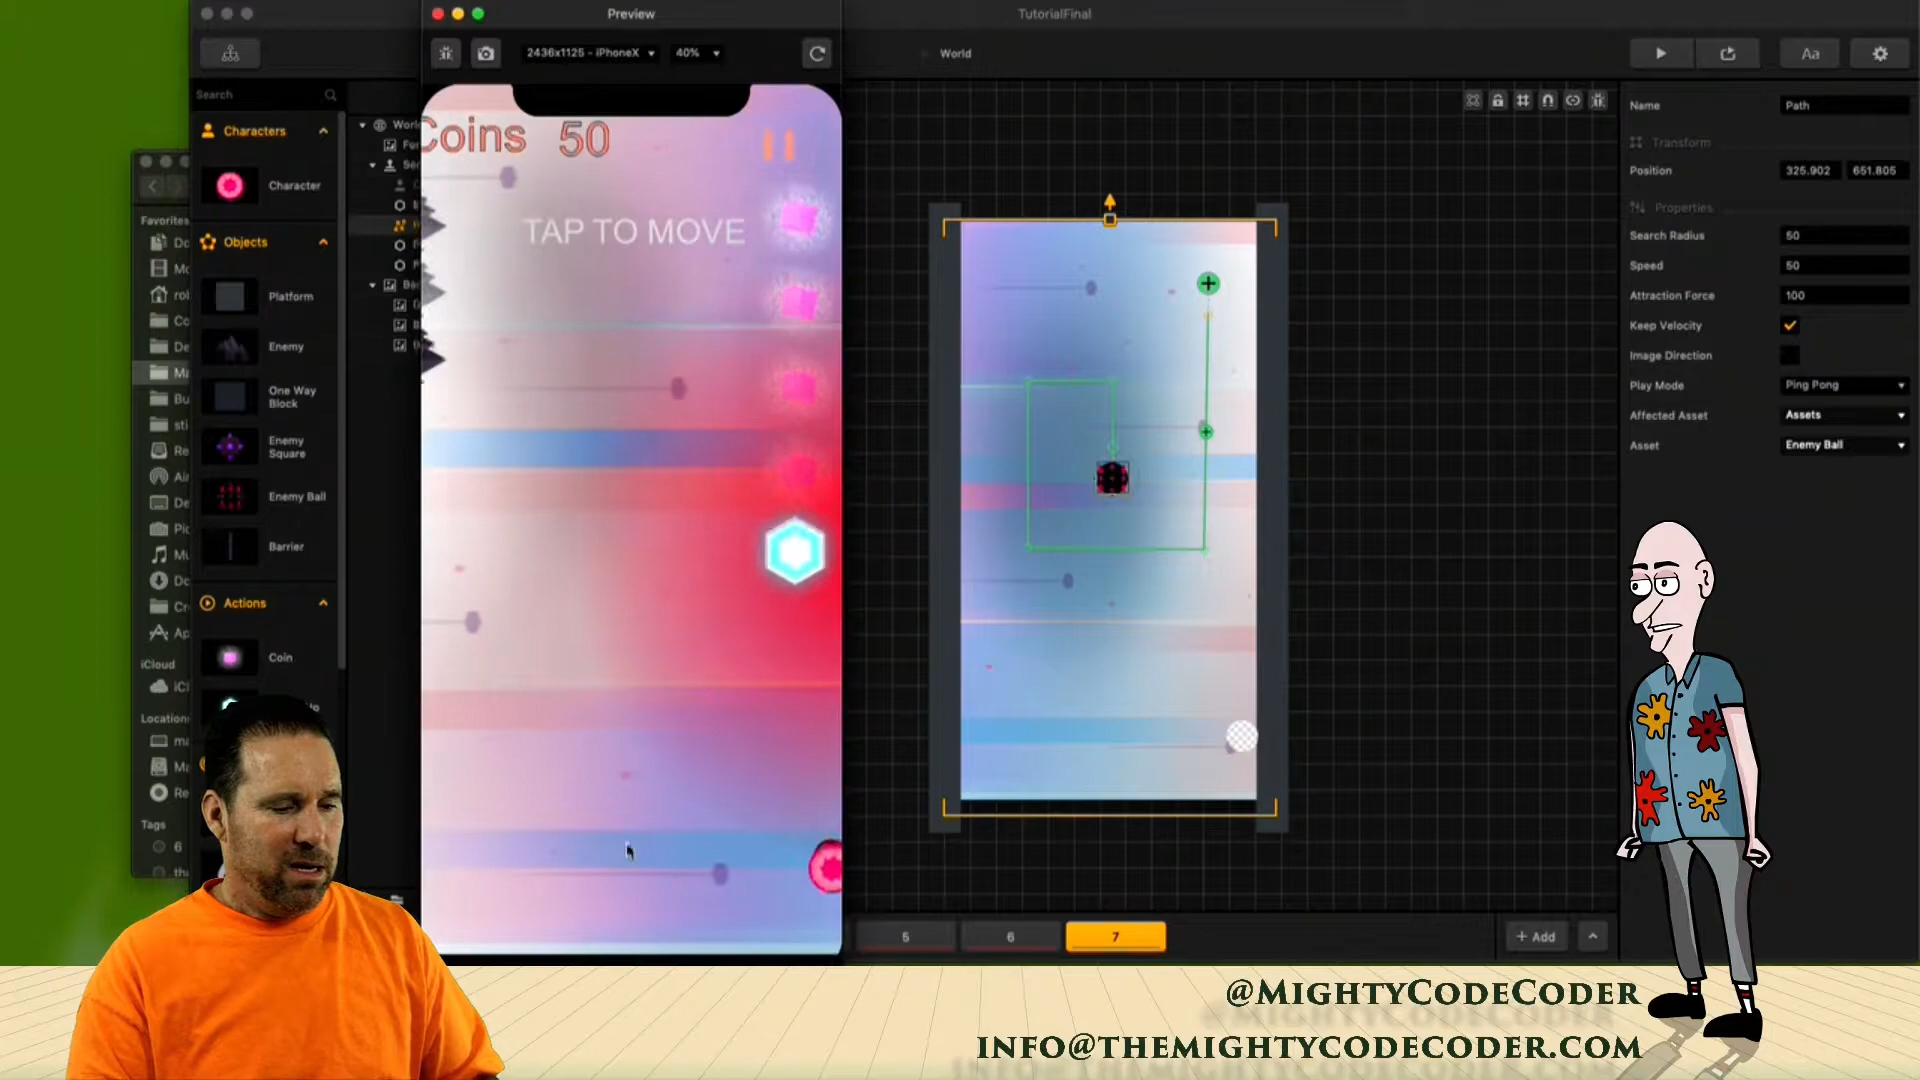 Preview
TutorialFinal
2436x1125 - iPhoneX
40%
World
Aa
Search
Characters
Character
Objects
Platform
Enemy
One Way
Block
Enemy
Square
Enemy Ball
Barrier
Actions
Coin
Favorites
iCloud
Locations
Tags
6
Coins 50
TAP TO MOVE
Name
Path
Transform
Position
325.902
651.805
Properties
Search Radius
50
Speed
50
Attraction Force
100
Keep Velocity
Image Direction
Play Mode
Ping Pong
Affected Asset
Assets
Asset
Enemy Ball
5
6
7
+ Add
@MightyCodeCoder
info@themightycodecoder.com